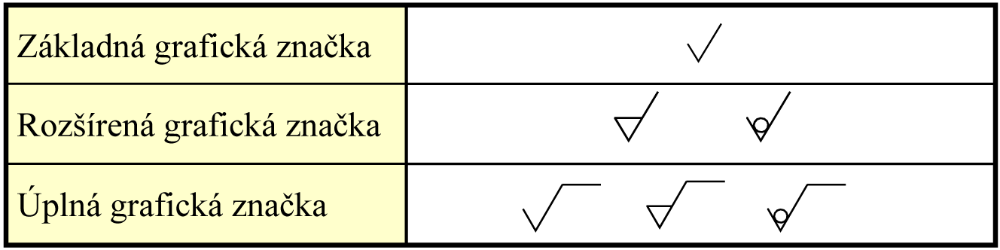 Základná grafická značka
Rozšírená grafická značka
Úplná grafická značka